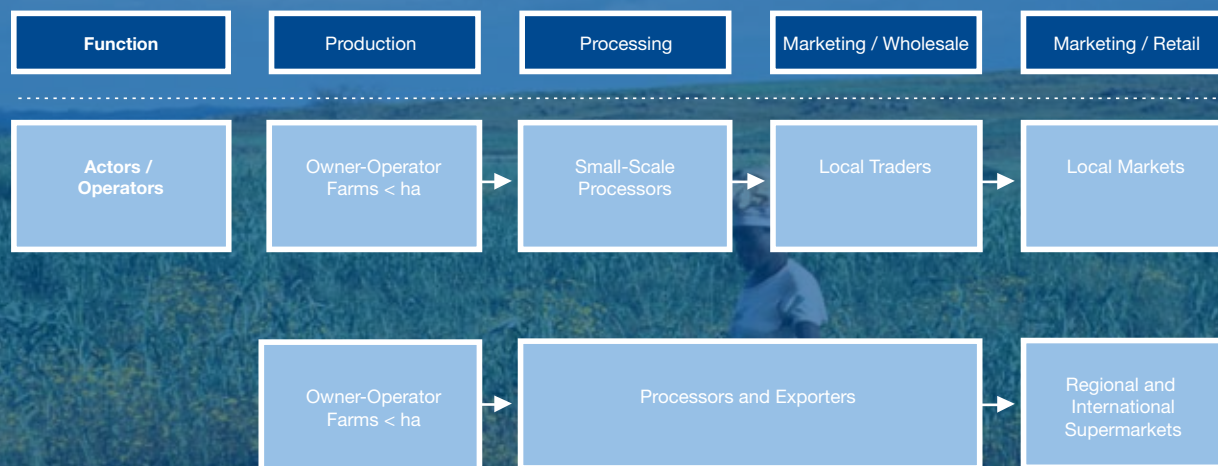 Function
Production
Processing
Marketing / Wholesale
Marketing / Retail
Actors /
Operators
Owner-Operator
Farms < ha
Small-Scale
Processors
Local Traders
Local Markets
Owner-Operator
Farms < ha
Processors and Exporters
Regional and
International
Supermarkets